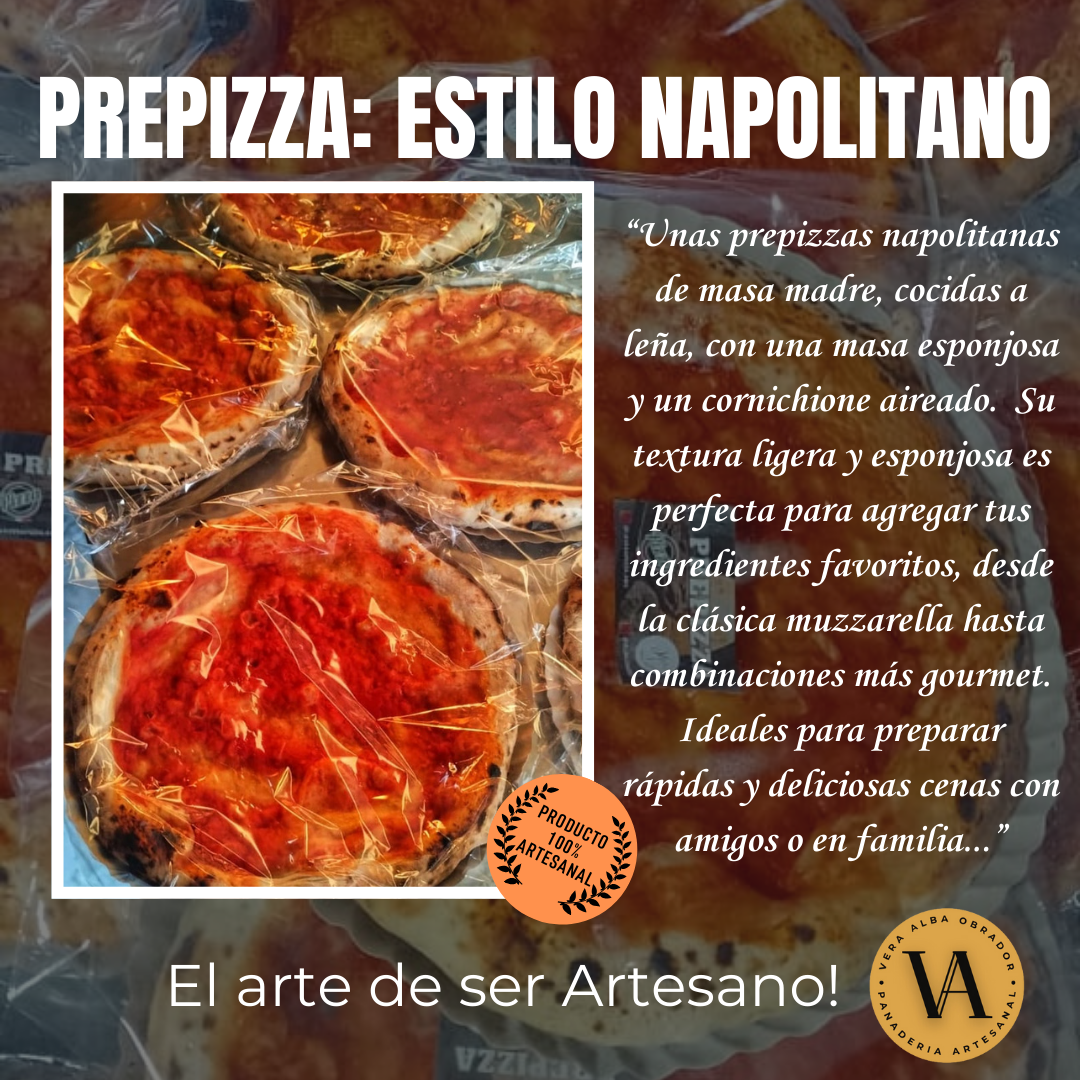 PREPIZZA: ESTILO NAPOLITANO
“Unas prepizzas napolitanas
de masa madre, cocidas a
leña, con una masa esponjosa
y un cornichione aireado. Su
textura ligera y esponjosa es
perfecta para agregar tus
ingredientes favoritos, desde
la clásica muzzarella hasta
combinaciones más gourmet.
Ideales para preparar
rápidas y deliciosas cenas con
amigos o en familia...”
PRODUCTO
100%
ARTESANAL
El arte de ser Artesano!
VERA ALBA OBRADOR
VA
PANADERIA ARTESANAL